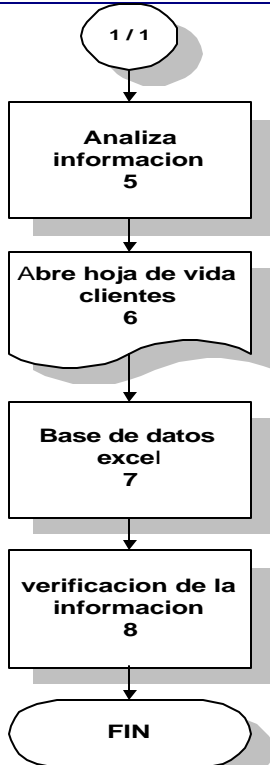 1 / 1
Analiza
informacion
5
Abre hoja de vida
clientes
6
Base de datos
excel
7
verificacion de la
informacion
8
FIN